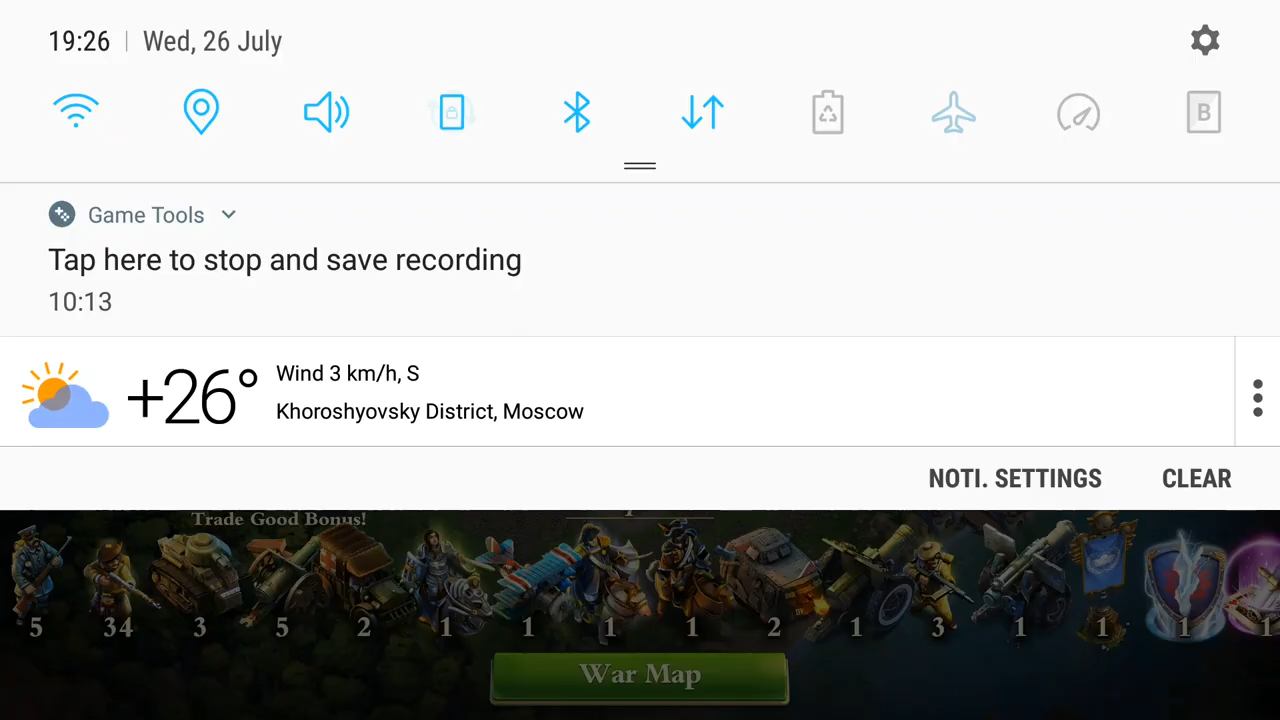 19:26 | Wed, 26 July
B
Game Tools
Tap here to stop and save recording
10:13
+26°
Wind 3 km/h, S
Khoroshyovsky District, Moscow
NOTI. SETTINGS CLEAR
Trade Good Bonus!
5 34 3 5 2 1 1 1 1 2 1 3 1 1 1 1
War Map